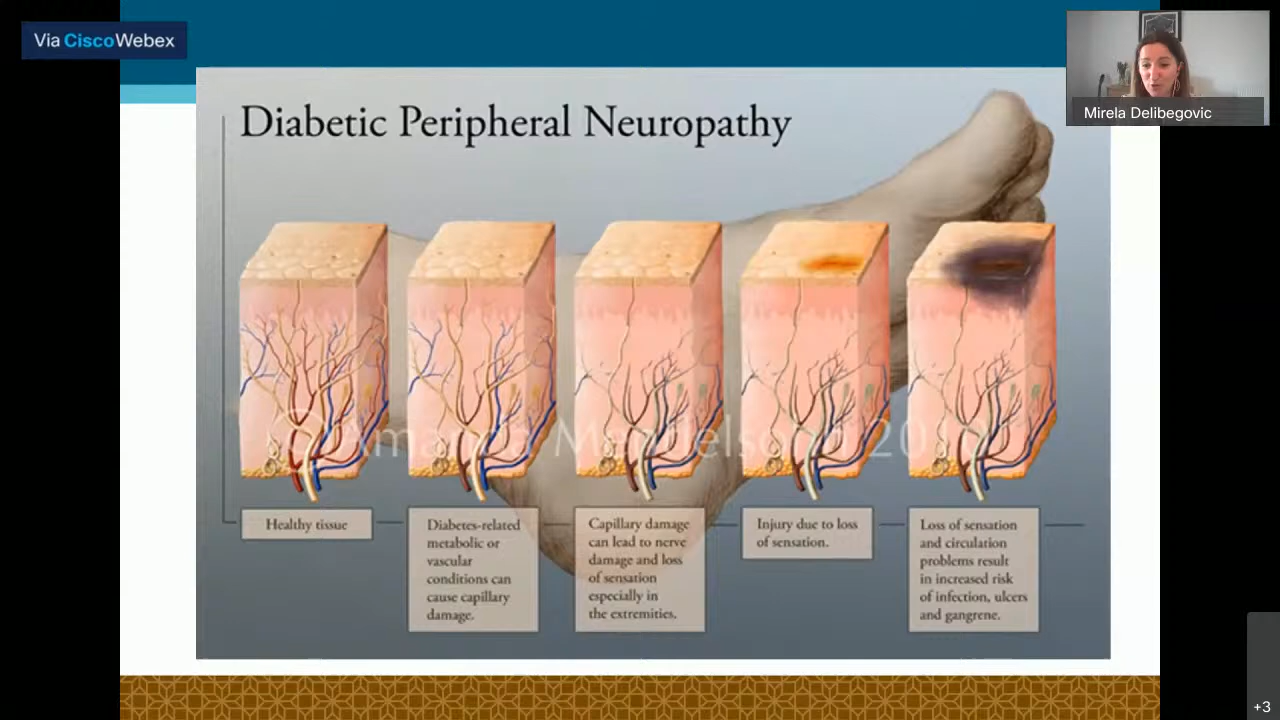 Via CiscoWebex
Mirela Delibegovic
Diabetic Peripheral Neuropathy
Healthy tissue
Diabetes-related
metabolic or
vascular
conditions can
cause capillary
damage.
Capillary damage
can lead to nerve
damage and loss
of sensation
especially in
the extremities.
Injury due to loss
of sensation.
Loss of sensation
and circulation
problems result
in increased risk
of infection, ulcers
and gangrene.
+3